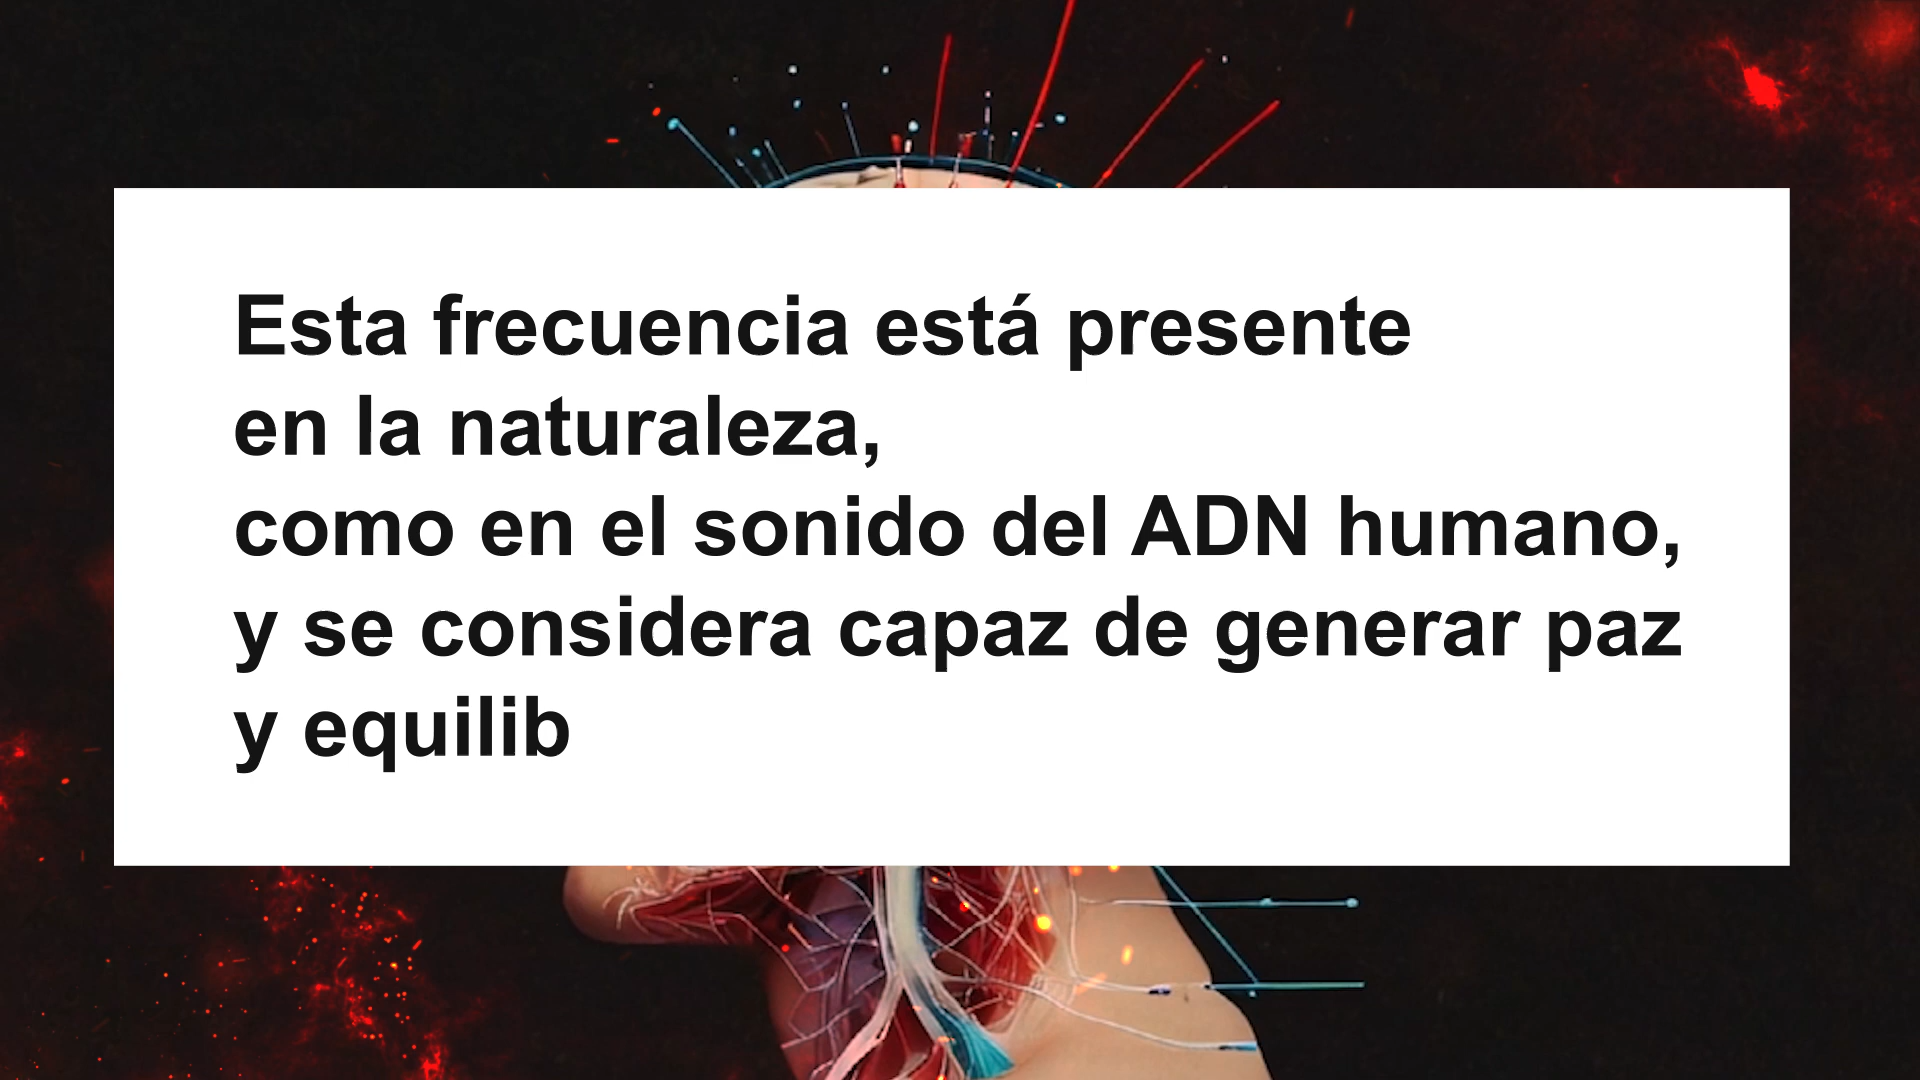 Esta frecuencia está presente
en la naturaleza,
como en el sonido del ADN humano,
y se considera capaz de generar paz
y equilib